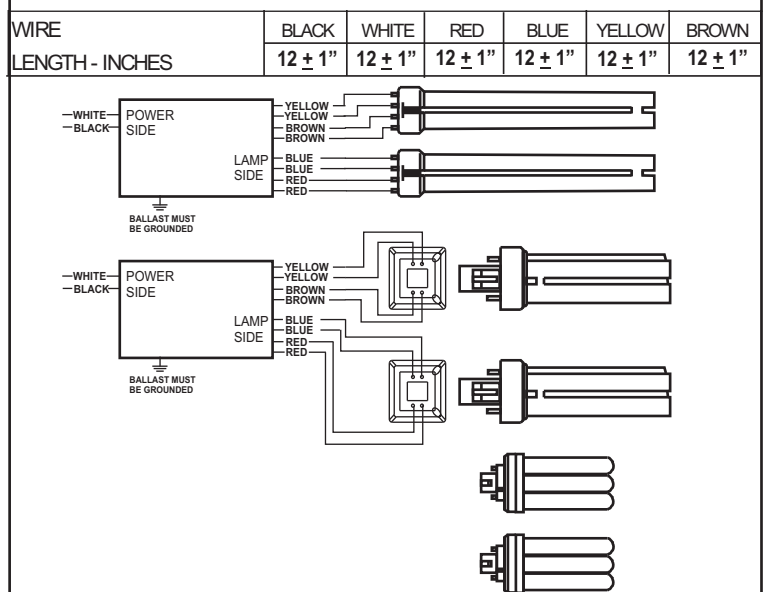 WIRE BLACK WHITE RED BLUE YELLOW BROWN
LENGTH - INCHES 12 ± 1” 12 ± 1” 12 ± 1” 12 ± 1” 12 ± 1” 12 ± 1”
WHITE
BLACK
POWER
SIDE
YELLOW
YELLOW
BROWN
BROWN
LAMP
SIDE
BLUE
BLUE
RED
RED
BALLAST MUST
BE GROUNDED
WHITE
BLACK
POWER
SIDE
YELLOW
YELLOW
BROWN
BROWN
LAMP
SIDE
BLUE
BLUE
RED
RED
BALLAST MUST
BE GROUNDED